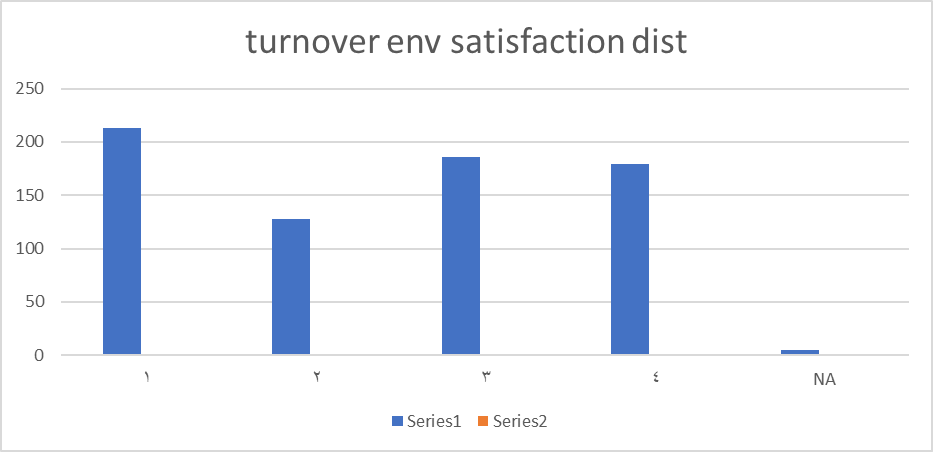 turnover env satisfaction dist
250
200
150
100
50
0
١ ٢ ٣ ٤ NA
Series1 Series2